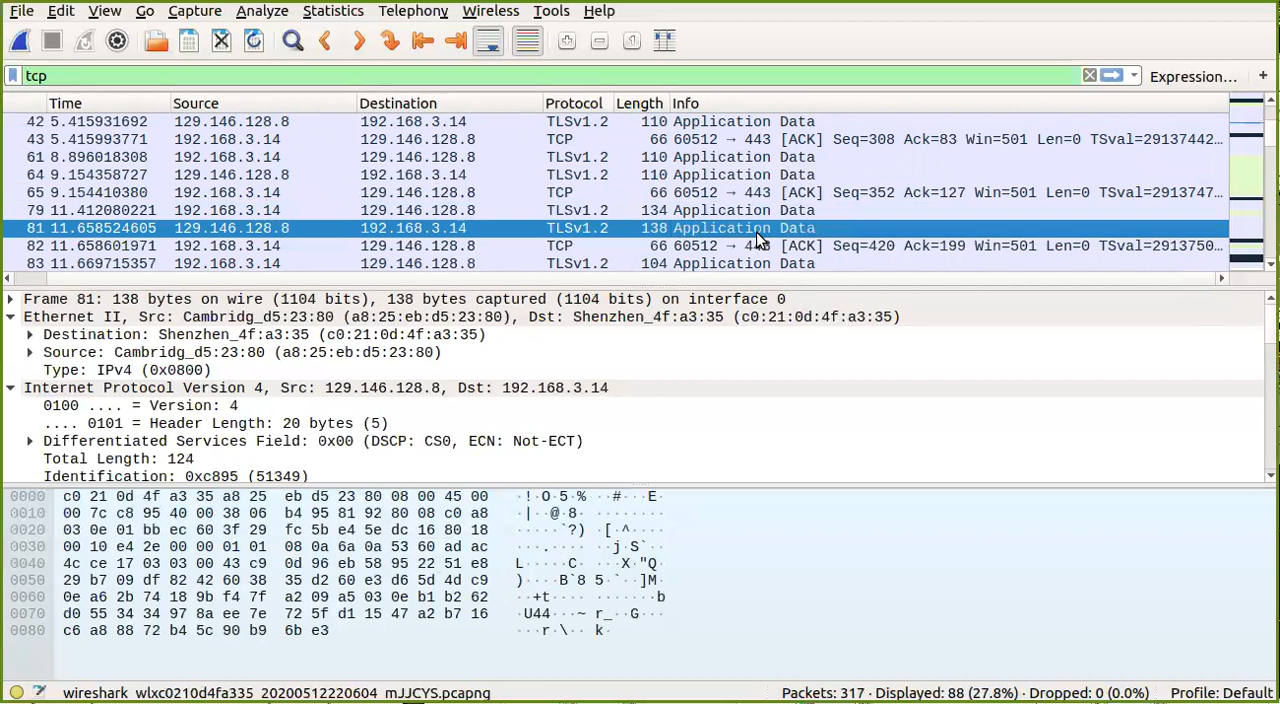 File Edit View Go Capture Analyze Statistics Telephony Wireless Tools Help
tcp Expression… +
Time Source Destination Protocol Length Info
42 5.415931692 129.146.128.8 192.168.3.14 TLSv1.2 110 Application Data
43 5.415993771 192.168.3.14 129.146.128.8 TCP 66 60512 → 443 [ACK] Seq=308 Ack=83 Win=501 Len=0 TSval=29137442…
61 8.896018308 192.168.3.14 129.146.128.8 TLSv1.2 110 Application Data
64 9.154358727 129.146.128.8 192.168.3.14 TLSv1.2 110 Application Data
65 9.154410380 192.168.3.14 129.146.128.8 TCP 66 60512 → 443 [ACK] Seq=352 Ack=127 Win=501 Len=0 TSval=2913747…
79 11.412080221 192.168.3.14 129.146.128.8 TLSv1.2 134 Application Data
81 11.658524605 129.146.128.8 192.168.3.14 TLSv1.2 138 Application Data
82 11.658601971 192.168.3.14 129.146.128.8 TCP 66 60512 → 443 [ACK] Seq=420 Ack=199 Win=501 Len=0 TSval=2913750…
83 11.669715357 192.168.3.14 129.146.128.8 TLSv1.2 104 Application Data
Frame 81: 138 bytes on wire (1104 bits), 138 bytes captured (1104 bits) on interface 0
Ethernet II, Src: Cambridg_d5:23:80 (a8:25:eb:d5:23:80), Dst: Shenzhen_4f:a3:35 (c0:21:0d:4f:a3:35)
Destination: Shenzhen_4f:a3:35 (c0:21:0d:4f:a3:35)
Source: Cambridg_d5:23:80 (a8:25:eb:d5:23:80)
Type: IPv4 (0x0800)
Internet Protocol Version 4, Src: 129.146.128.8, Dst: 192.168.3.14
0100 .... = Version: 4
.... 0101 = Header Length: 20 bytes (5)
Differentiated Services Field: 0x00 (DSCP: CS0, ECN: Not-ECT)
Total Length: 124
Identification: 0xc895 (51349)
0000 c0 21 0d 4f a3 35 a8 25 eb d5 23 80 08 00 45 00 ·!·O·5·% ··#···E·
0010 00 7c c8 95 40 00 38 06 b4 95 81 92 80 08 c0 a8 ·|··@·8· ········
0020 03 0e 01 bb ec 60 3f 29 fc 5b e4 5e dc 16 80 18 ·····`?) ·[·^····
0030 00 10 e4 2e 00 00 01 01 08 0a 6a 0a 53 60 ad ac ···.···· ··j·S`··
0040 4c ce 17 03 03 00 43 c9 0d 96 eb 58 95 22 51 e8 L·····C· ···X·"Q·
0050 29 b7 09 df 82 42 60 38 35 d2 60 e3 d6 5d 4d c9 )····B`8 5·`··]M·
0060 0e a6 2b 74 18 9b f4 7f a2 09 a5 03 0e b1 b2 62 ··+t···· ·······b
0070 d0 55 34 34 97 8a ee 7e 72 5f d1 15 47 a2 b7 16 ·U44···~ r_··G···
0080 c6 a8 88 72 b4 5c 90 b9 6b e3 ···r·\·· k·
wireshark_wlxc0210d4fa335_20200512220604_mJJCYS.pcapng Packets: 317 · Displayed: 88 (27.8%) · Dropped: 0 (0.0%) Profile: Default